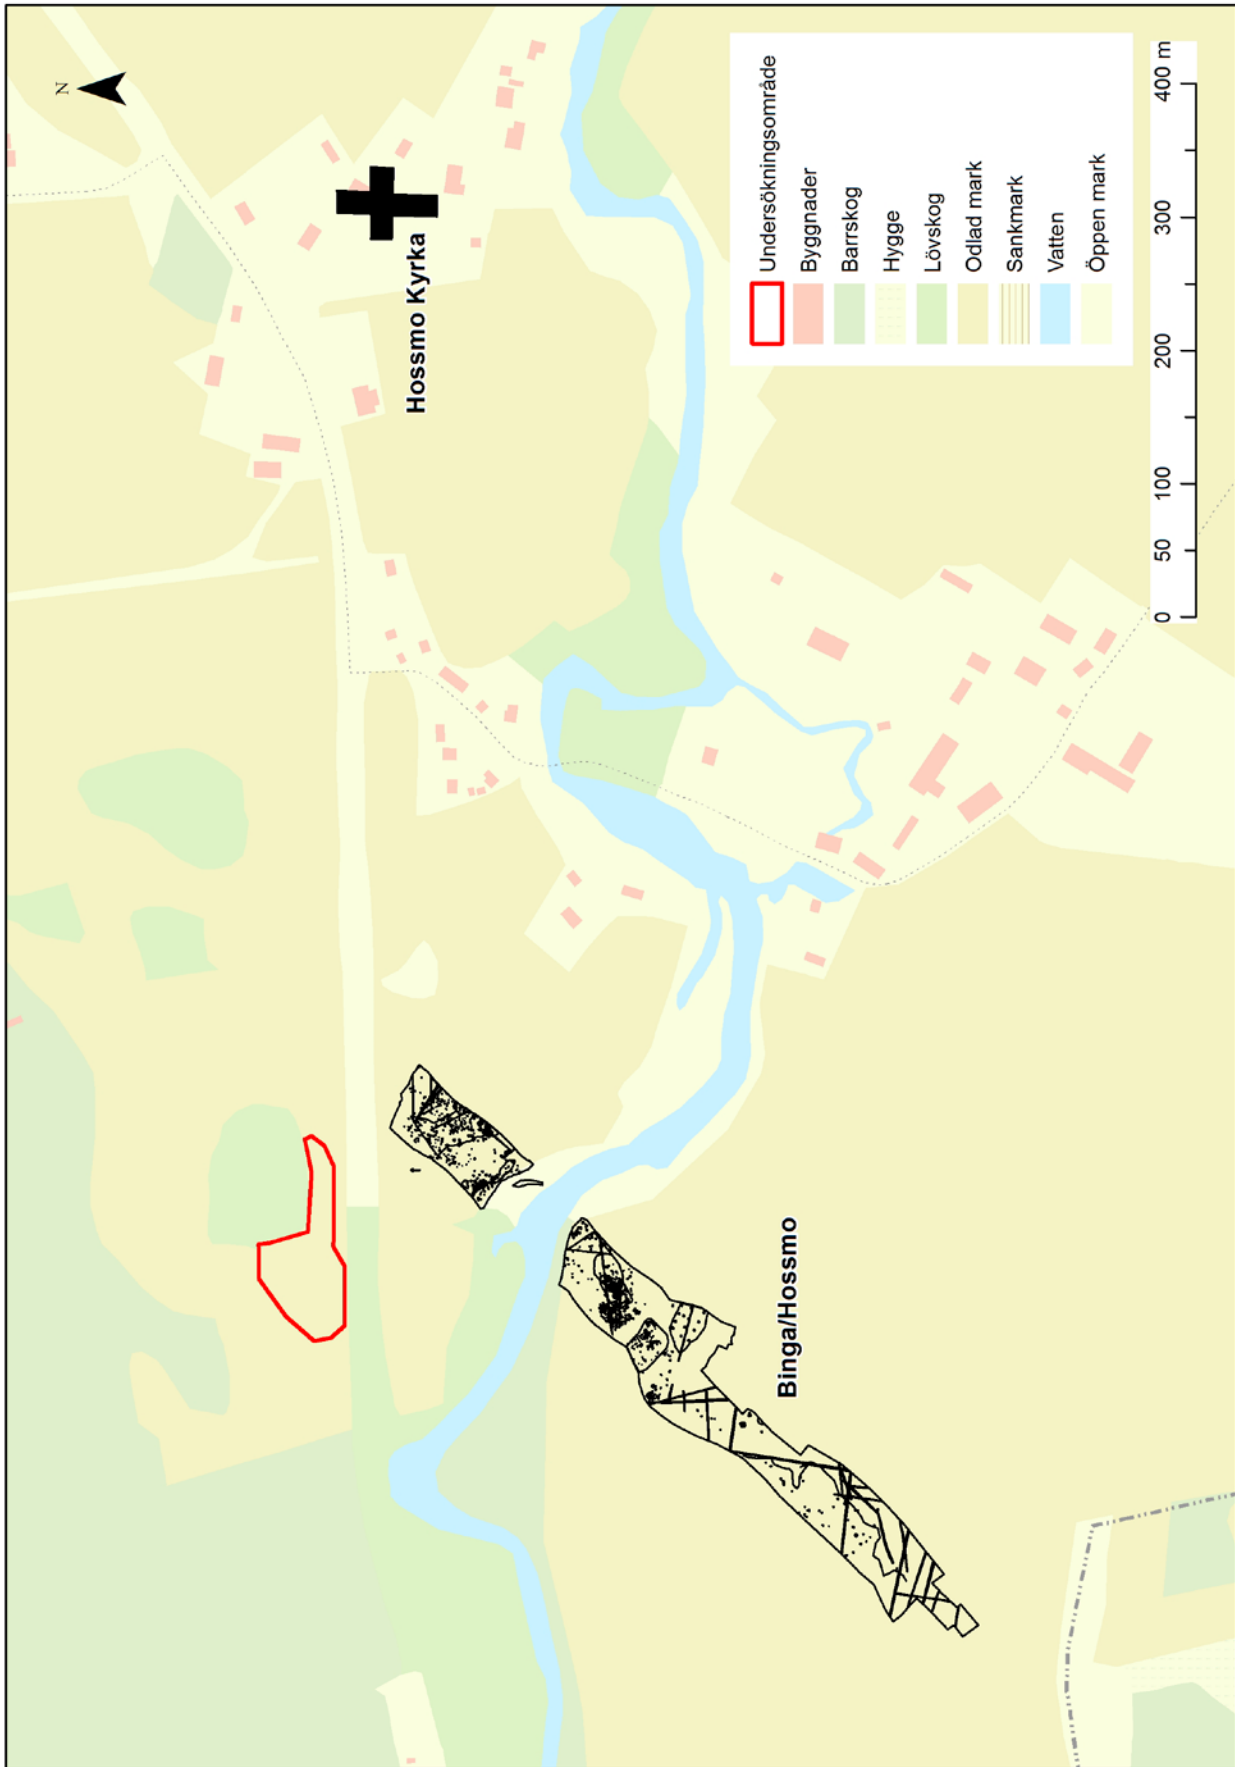 N
Hossmo Kyrka
Binga/Hossmo
Undersökningsområde
Byggnader
Barrskog
Hygge
Lövskog
Odlad mark
Sankmark
Vatten
Öppen mark
0 50 100 200 300 400 m